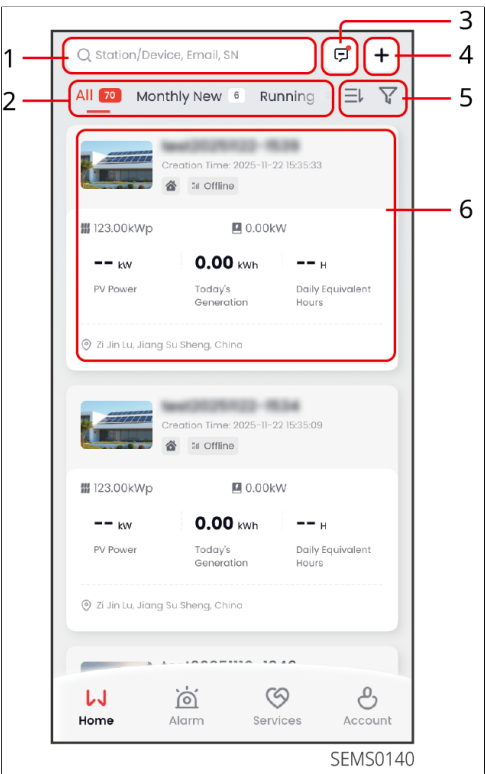 3
1 Station/Device, Email, SN 4
2 All 70 Monthly New 6 Running 5
Creation Time: 2025-11-22 15:35:33
Offline
6
123.00kWp 0.00kW
-- kW 0.00 kWh -- H
PV Power Today's Generation Daily Equivalent Hours
Zi Jin Lu, Jiang Su Sheng, China
Creation Time: 2025-11-22 15:35:09
Offline
123.00kWp 0.00kW
-- kW 0.00 kWh -- H
PV Power Today's Generation Daily Equivalent Hours
Zi Jin Lu, Jiang Su Sheng, China
Home Alarm Services Account
SEMS0140